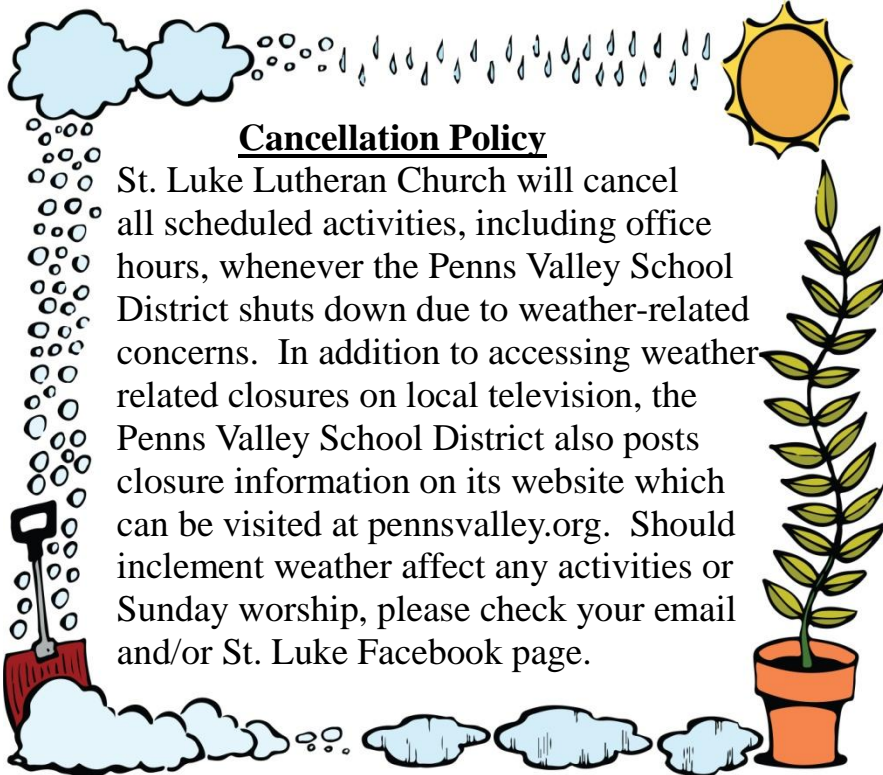 Cancellation Policy
St. Luke Lutheran Church will cancel
all scheduled activities, including office
hours, whenever the Penns Valley School
District shuts down due to weather-related
concerns.  In addition to accessing weather-
related closures on local television, the
Penns Valley School District also posts
closure information on its website which
can be visited at pennsvalley.org.  Should
inclement weather affect any activities or
Sunday worship, please check your email
and/or St. Luke Facebook page.